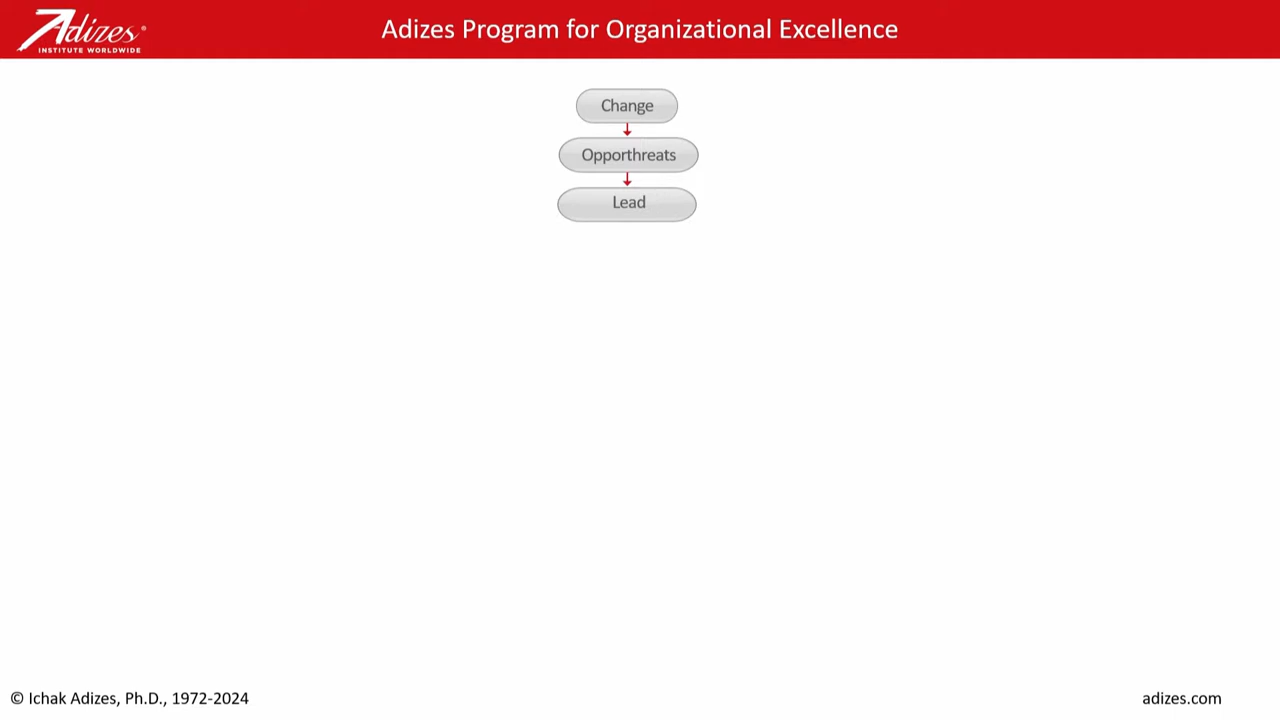 Adizes®
INSTITUTE WORLDWIDE
Adizes Program for Organizational Excellence
Change
Opporthreats
Lead
© Ichak Adizes, Ph.D., 1972-2024
adizes.com